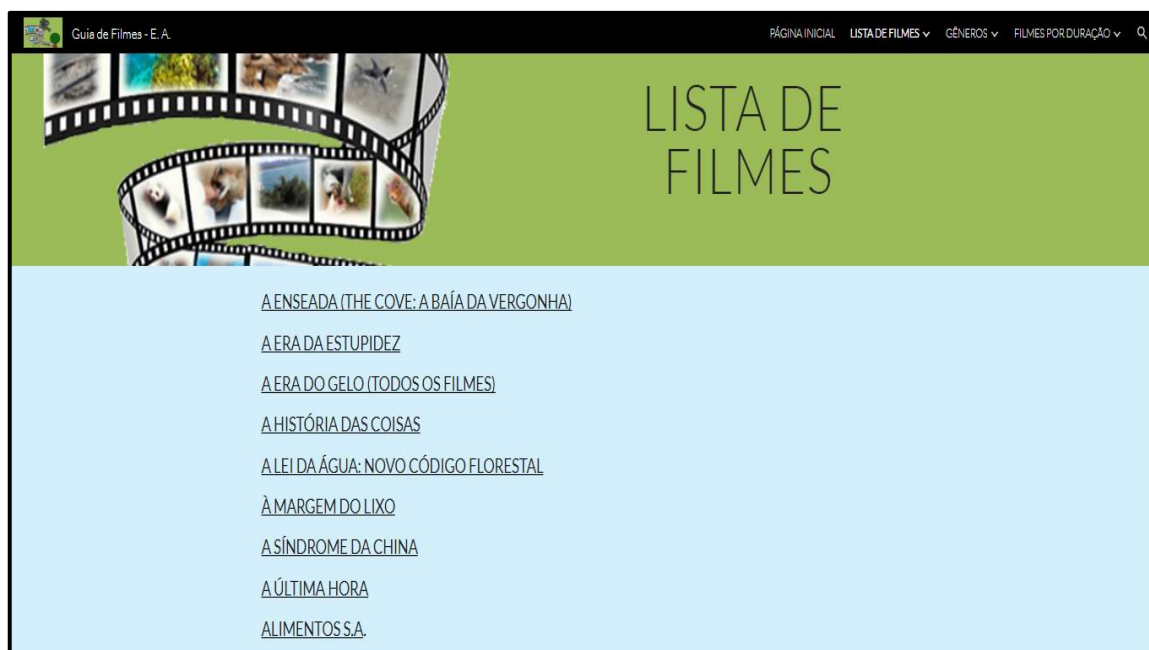 Guia de Filmes - E. A.
PÁGINA INICIAL LISTA DE FILMES GÊNEROS FILMES POR DURAÇÃO
LISTA DE
FILMES
A ENSEADA (THE COVE: A BAÍA DA VERGONHA)
A ERA DA ESTUPIDEZ
A ERA DO GELO (TODOS OS FILMES)
A HISTÓRIA DAS COISAS
A LEI DA ÁGUA: NOVO CÓDIGO FLORESTAL
À MARGEM DO LIXO
A SÍNDROME DA CHINA
A ÚLTIMA HORA
ALIMENTOS S.A.